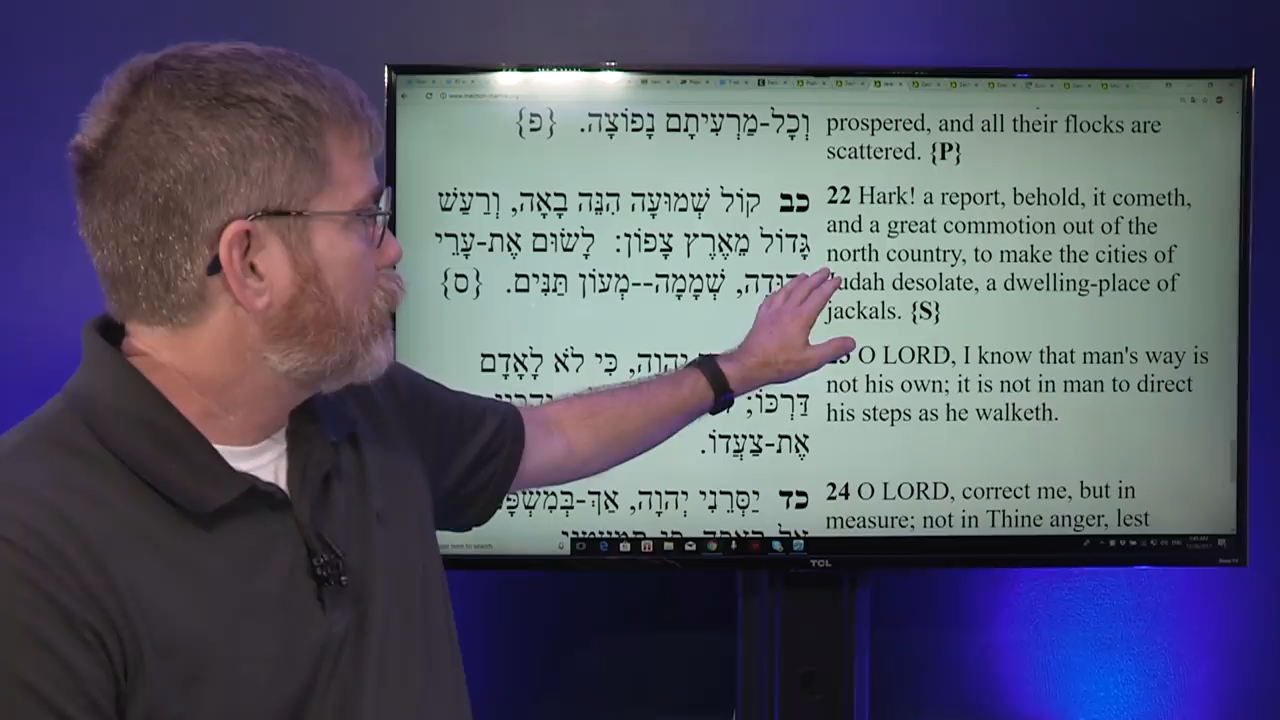 וְכָל-מַרְעִיתָם נָפוֹצָה. {פ}
prospered, and all their flocks are
scattered. {P}
כב קוֹל שְׁמוּעָה הִנֵּה בָאָה, וְרַעַשׁ
גָּדוֹל מֵאֶרֶץ צָפוֹן: לָשׂוּם אֶת-עָרֵי
שְׁמָמָה--מְעוֹן תַּנִּים. {ס}
22 Hark! a report, behold, it cometh,
and a great commotion out of the
north country, to make the cities of
Judah desolate, a dwelling-place of
jackals. {S}
יְהוָה, כִּי לֹא לָאָדָם
דַּרְכּוֹ;
אֶת-צַעֲדוֹ.
O LORD, I know that man's way is
not his own; it is not in man to direct
his steps as he walketh.
כד יַסְּרֵנִי יְהוָה, אַךְ-
24 O LORD, correct me, but in
measure; not in Thine anger, lest
TCL